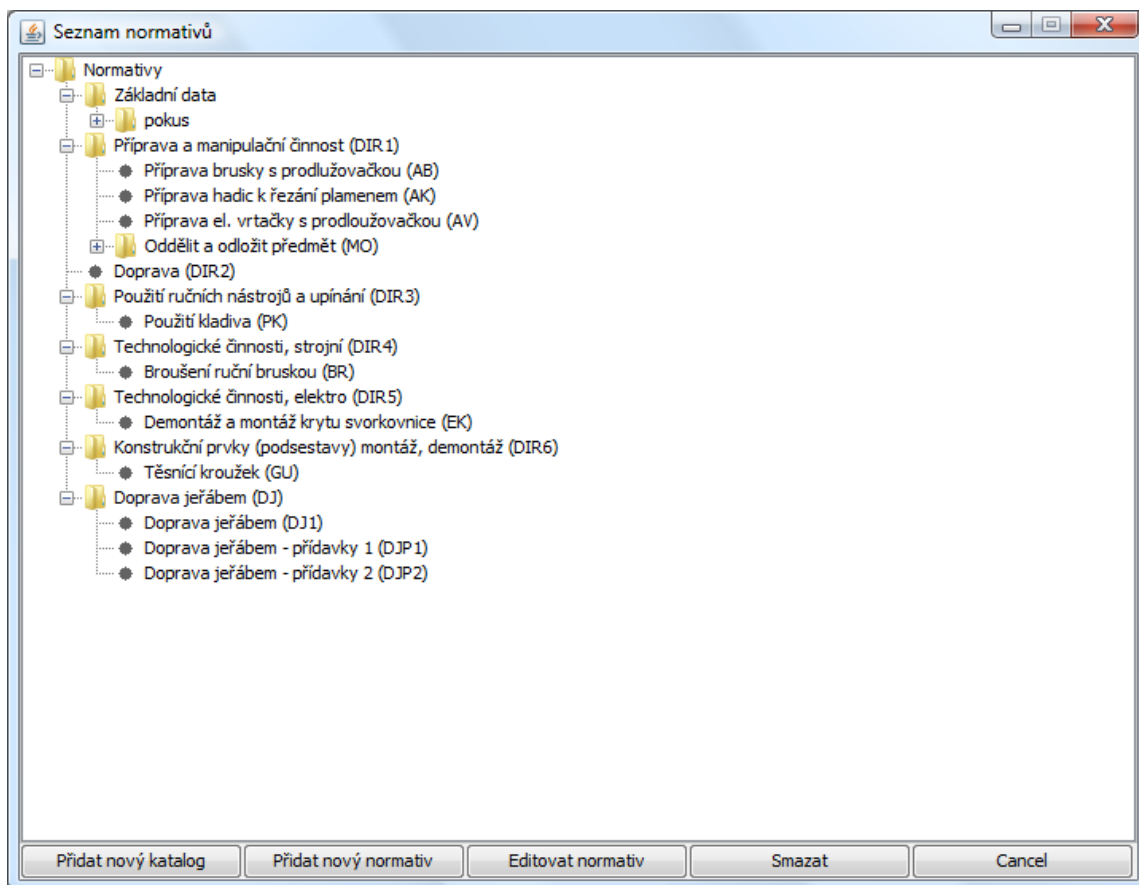 Seznam normativů
Normativy
Základní data
pokus
Příprava a manipulační činnost (DIR1)
Příprava brusky s prodlužovačkou (AB)
Příprava hadic k řezání plamenem (AK)
Příprava el. vrtačky s prodloužovačkou (AV)
Oddělit a odložit předmět (MO)
Doprava (DIR2)
Použití ručních nástrojů a upínání (DIR3)
Použití kladiva (PK)
Technologické činnosti, strojní (DIR4)
Broušení ruční bruskou (BR)
Technologické činnosti, elektro (DIR5)
Demontáž a montáž krytu svorkovnice (EK)
Konstrukční prvky (podsestavy) montáž, demontáž (DIR6)
Těsnící kroužek (GU)
Doprava jeřábem (DJ)
Doprava jeřábem (DJ1)
Doprava jeřábem - přídavky 1 (DJP1)
Doprava jeřábem - přídavky 2 (DJP2)
Přidat nový katalog Přidat nový normativ Editovat normativ Smazat Cancel